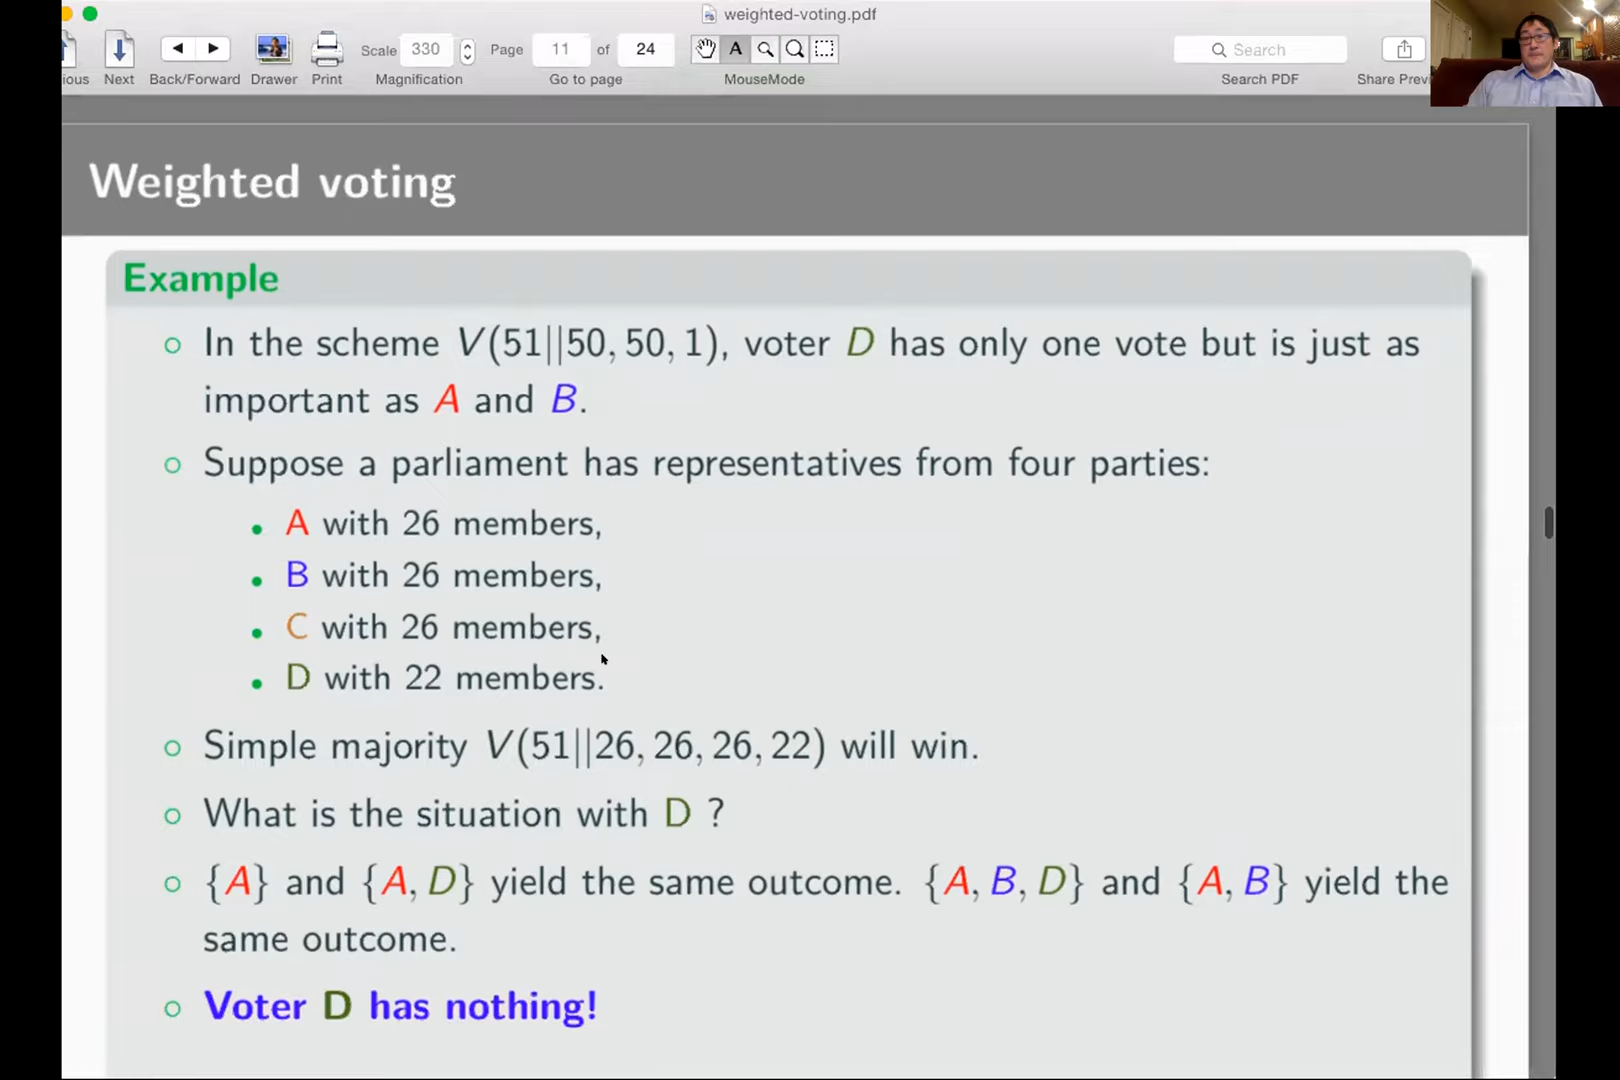 weighted-voting.pdf
Scale 330 Page 11 of 24 A Search
ious Next Back/Forward Drawer Print Magnification Go to page MouseMode Search PDF Share Previ
Weighted voting
Example
In the scheme V(51||50, 50, 1), voter D has only one vote but is just as
important as A and B.
Suppose a parliament has representatives from four parties:
A with 26 members,
B with 26 members,
C with 26 members,
D with 22 members.
Simple majority V(51||26, 26, 26, 22) will win.
What is the situation with D ?
{A} and {A, D} yield the same outcome. {A, B, D} and {A, B} yield the
same outcome.
Voter D has nothing!